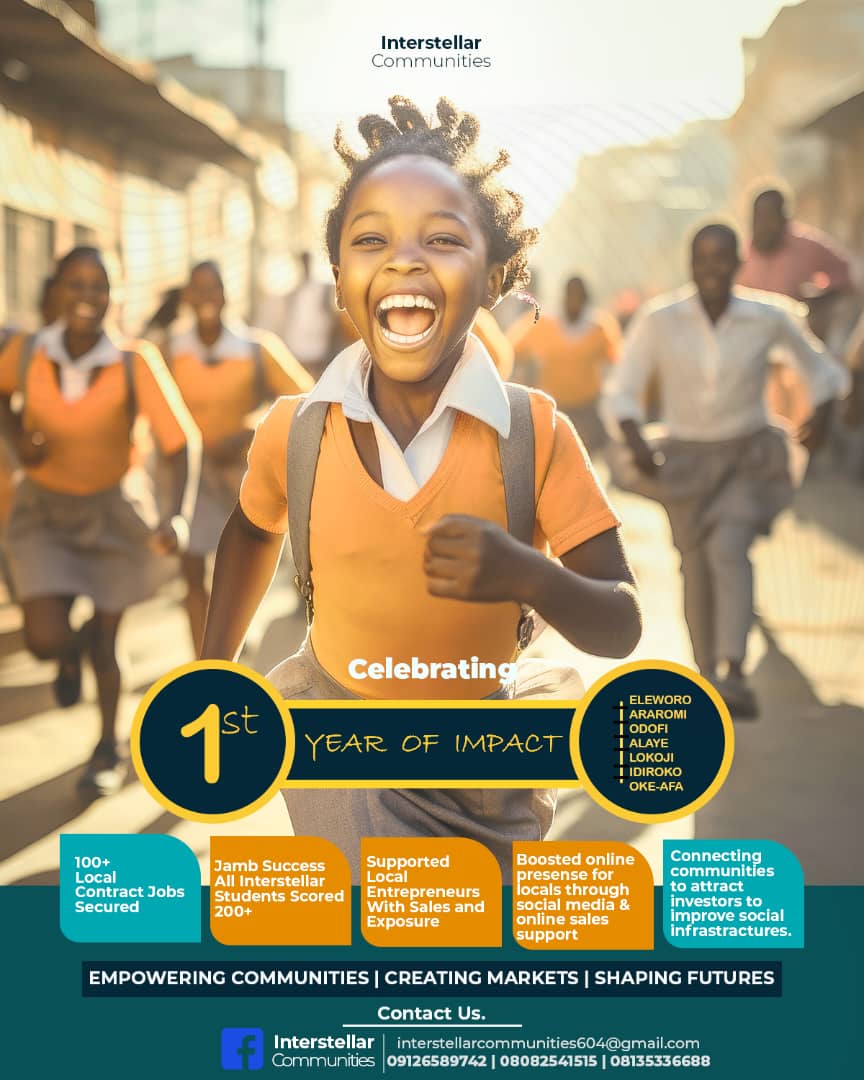 Interstellar
Communities
Celebrating
1st
YEAR OF IMPACT
ELEWORO
ARAROMI
ODOFI
ALAYE
LOKOJI
IDIROKO
OKE-AFA
100+
Local
Contract Jobs
Secured
Jamb Success
All Interstellar
Students Scored
200+
Supported
Local
Entrepreneurs
With Sales and
Exposure
Boosted online
presense for
locals through
social media &
online sales
support
Connecting
communities
to attract
investors to
improve social
infrastractures.
EMPOWERING COMMUNITIES | CREATING MARKETS | SHAPING FUTURES
Contact Us.
Interstellar
Communities
interstellarcommunities604@gmail.com
09126589742 | 08082541515 | 08135336688